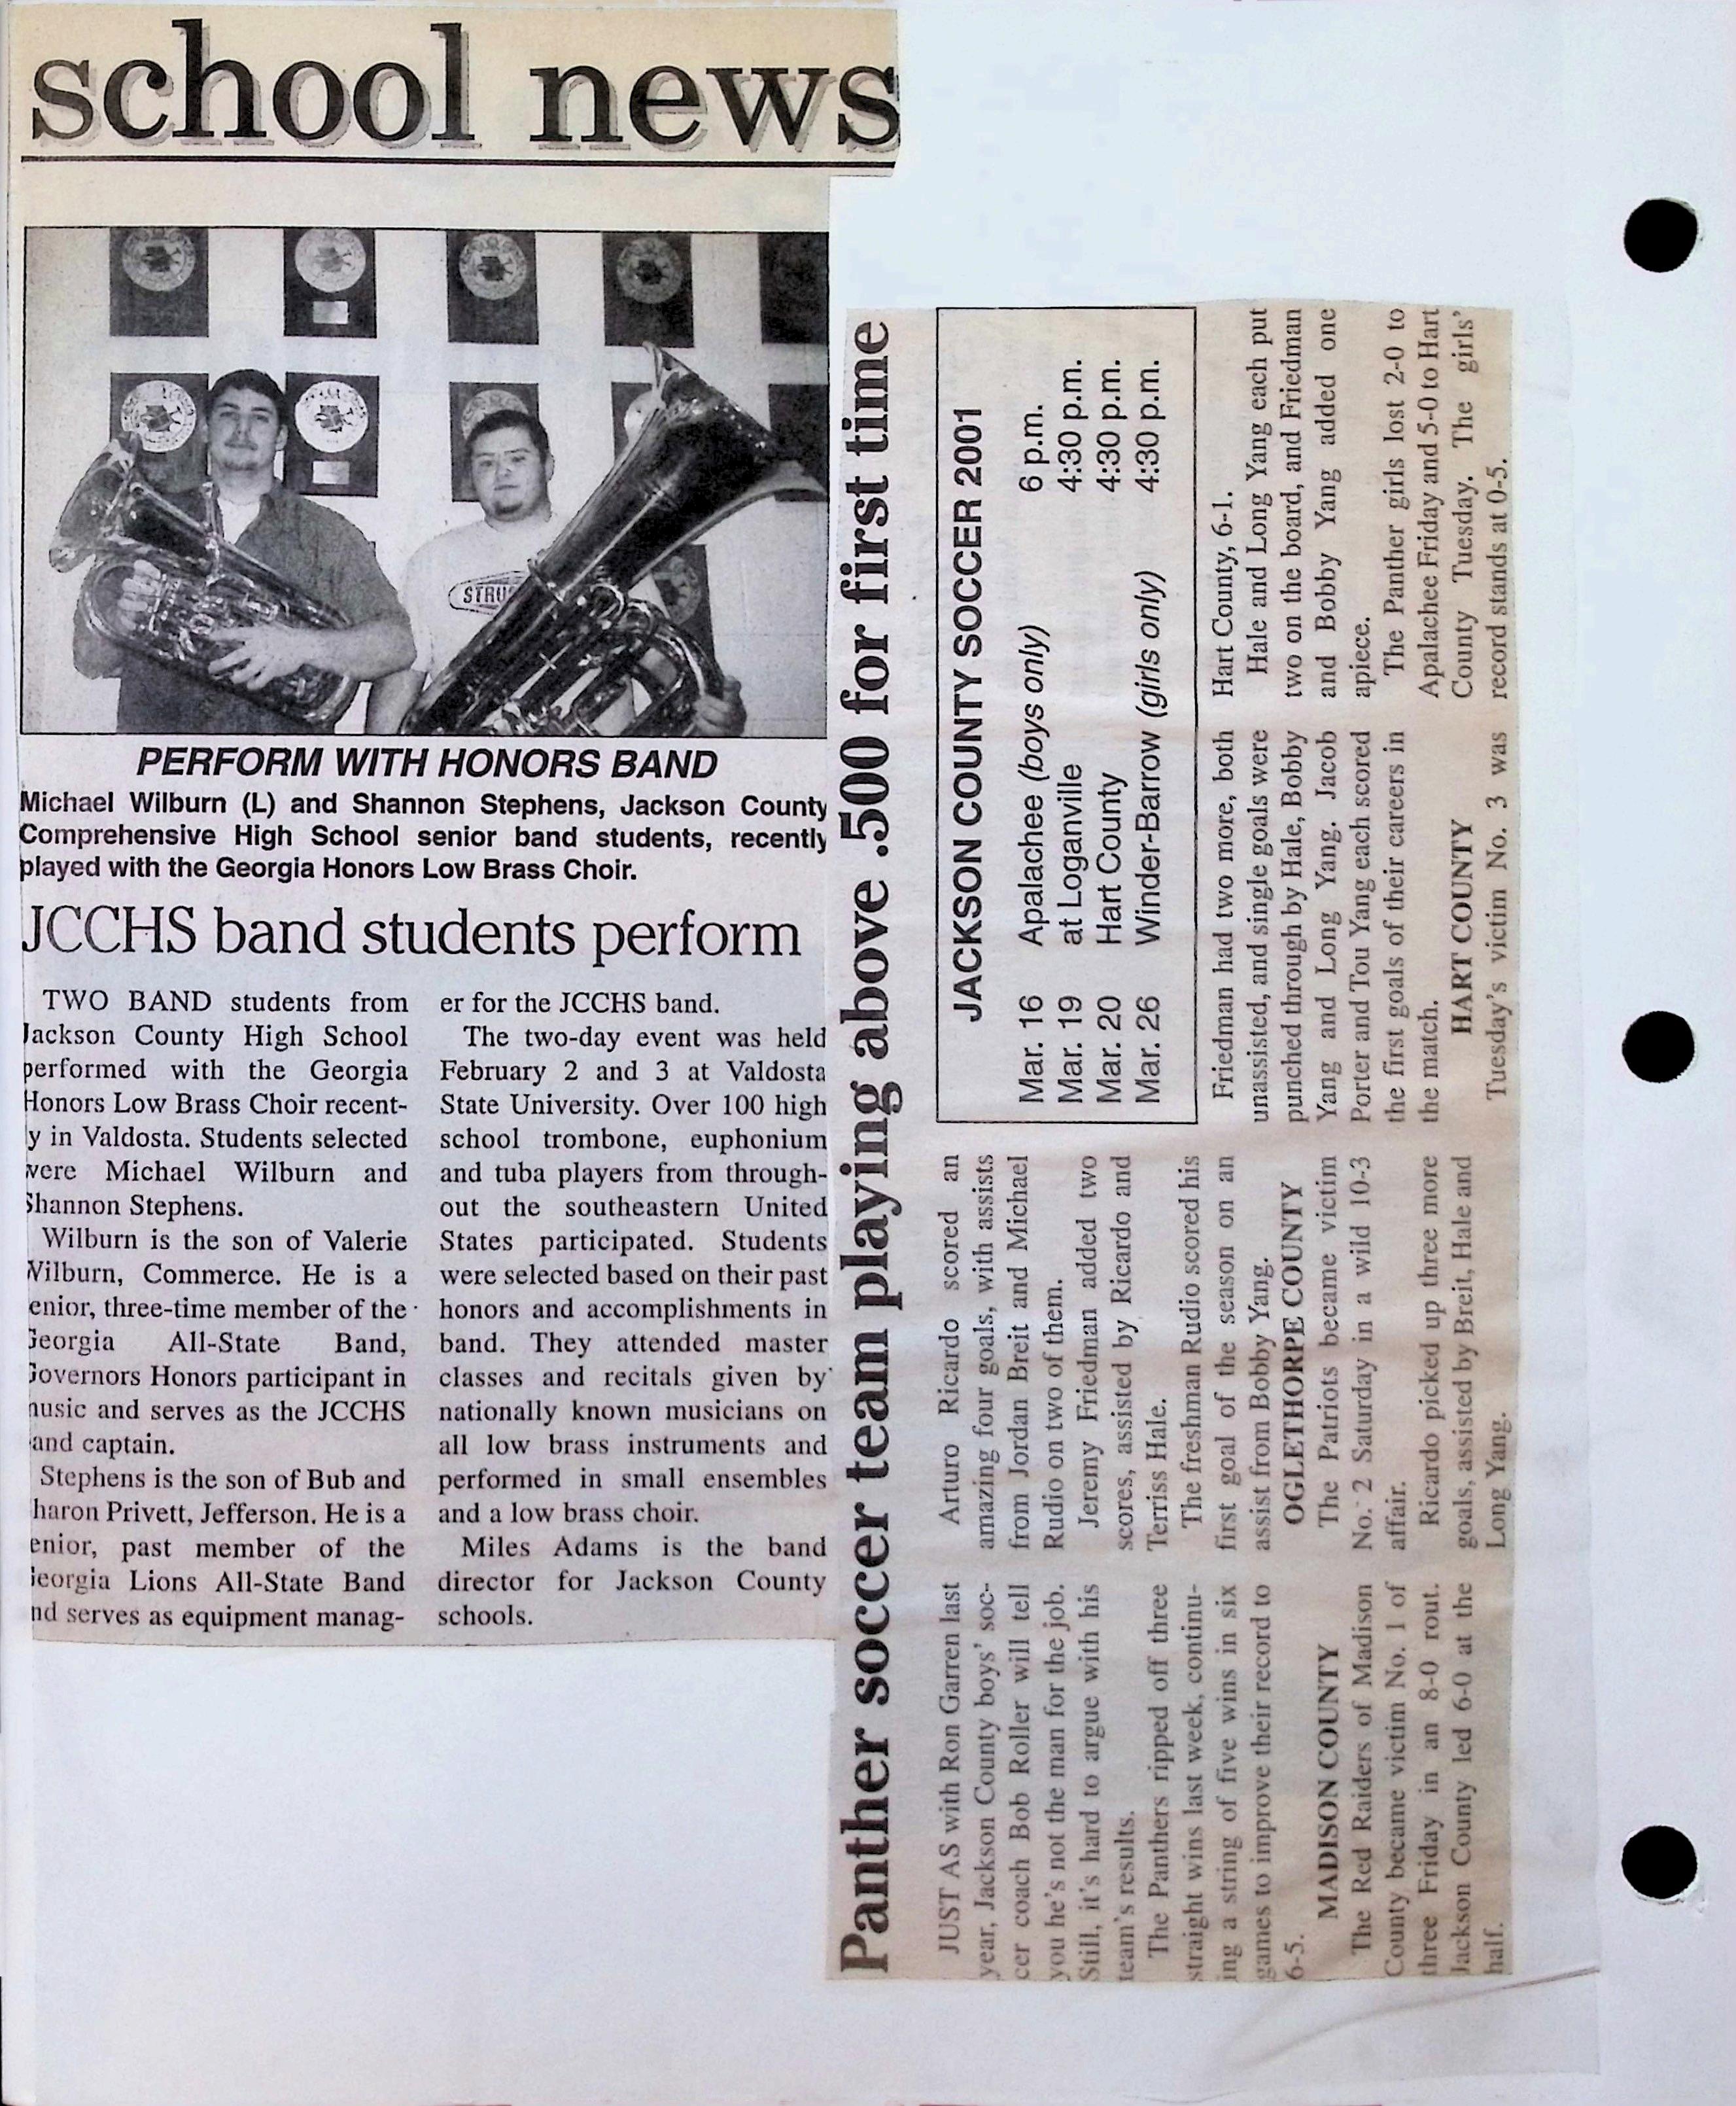 school news
STRUS
PERFORM WITH HONORS BAND
Michael Wilburn (L) and Shannon Stephens, Jackson County
Comprehensive High School senior band students, recently
played with the Georgia Honors Low Brass Choir.
JCCHS band students perform
TWO BAND students from
Jackson County High School
performed with the Georgia
Honors Low Brass Choir recent-
y in Valdosta. Students selected
were Michael Wilburn and
Shannon Stephens.
Wilburn is the son of Valerie
Wilburn, Commerce. He is a
enior, three-time member of the
Georgia All-State Band,
Governors Honors participant in
music and serves as the JCCHS
and captain.
Stephens is the son of Bub and
haron Privett, Jefferson. He is a
enior, past member of the
Georgia Lions All-State Band
nd serves as equipment manag-
er for the JCCHS band.
The two-day event was held
February 2 and 3 at Valdosta
State University. Over 100 high
school trombone, euphonium
and tuba players from through-
out the southeastern United
States participated. Students
were selected based on their past
honors and accomplishments in
band. They attended master
classes and recitals given by
nationally known musicians on
all low brass instruments and
performed in small ensembles
and a low brass choir.
Miles Adams is the band
director for Jackson County
schools.
Panther soccer team playing above .500 for first time
JUST AS with Ron Garren last
year, Jackson County boys' soc-
cer coach Bob Roller will tell
you he's not the man for the job.
Still, it's hard to argue with his
team's results.
The Panthers ripped off three
straight wins last week, continu-
ing a string of five wins in six
games to improve their record to
6-5.
MADISON COUNTY
The Red Raiders of Madison
County became victim No. 1 of
three Friday in an 8-0 rout.
Jackson County led 6-0 at the
half.
Arturo Ricardo scored an
amazing four goals, with assists
from Jordan Breit and Michael
Rudio on two of them.
Jeremy Friedman added two
scores, assisted by Ricardo and
Terriss Hale.
The freshman Rudio scored his
first goal of the season on an
assist from Bobby Yang.
OGLETHORPE COUNTY
The Patriots became victim
No. 2 Saturday in a wild 10-3
affair.
Ricardo picked up three more
goals, assisted by Breit, Hale and
Long Yang.
JACKSON COUNTY SOCCER 2001
Mar. 16 Apalachee (boys only) 6 p.m.
Mar. 19 at Loganville 4:30 p.m.
Mar. 20 Hart County 4:30 p.m.
Mar. 26 Winder-Barrow (girls only) 4:30 p.m.
Friedman had two more, both
unassisted, and single goals were
punched through by Hale, Bobby
Yang and Long Yang. Jacob
Porter and Tou Yang each scored
the first goals of their careers in
the match.
HART COUNTY
Tuesday's victim No. 3 was
Hart County, 6-1.
Hale and Long Yang each put
two on the board, and Friedman
and Bobby Yang added one
apiece.
The Panther girls lost 2-0 to
Apalachee Friday and 5-0 to Hart
County Tuesday. The girls'
record stands at 0-5.